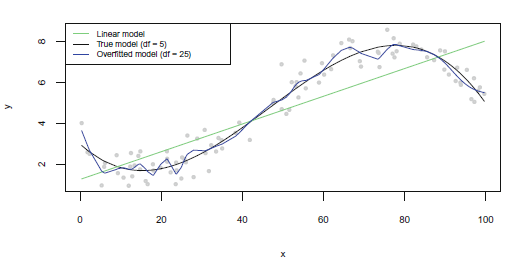 Linear model
True model (df = 5)
Overfitted model (df = 25)
8
6
4
2
y
0 20 40 60 80 100
x